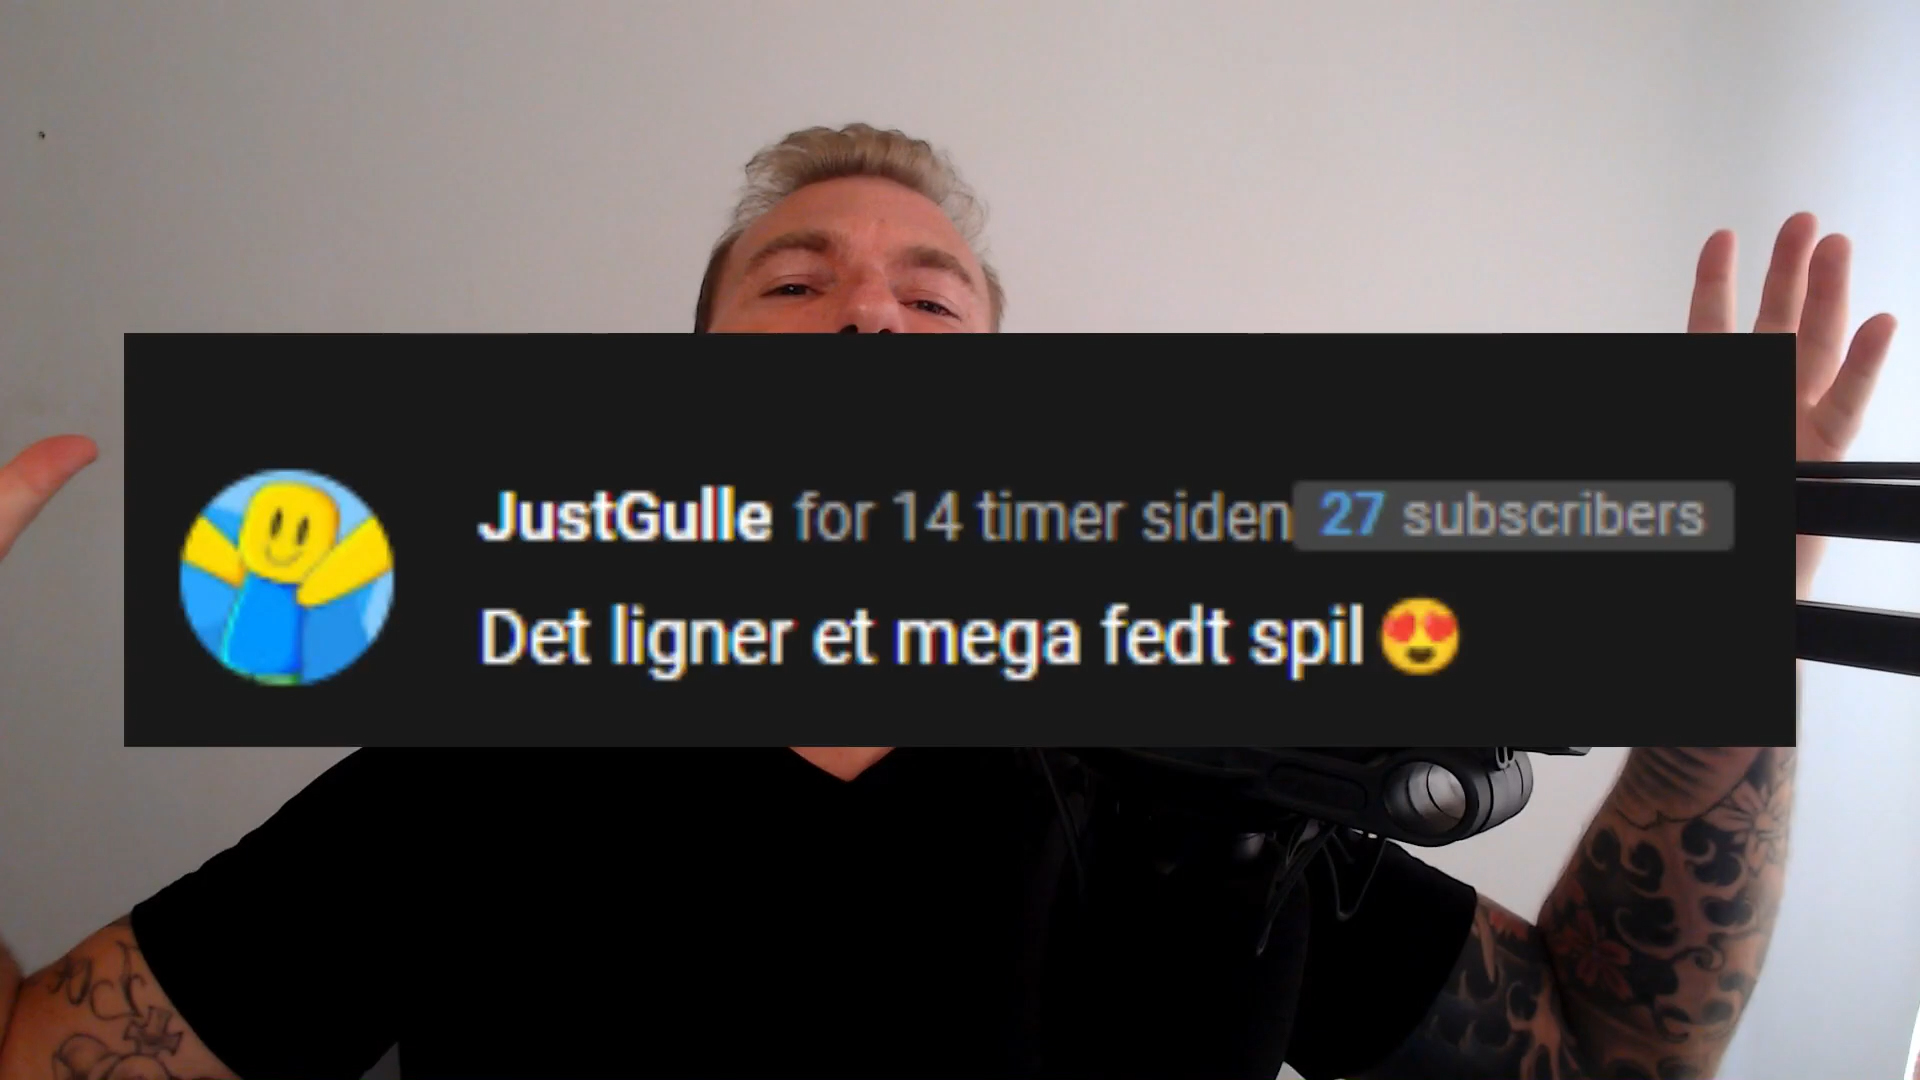 JustGulle for 14 timer siden 27 subscribers
Det ligner et mega fedt spil 😍